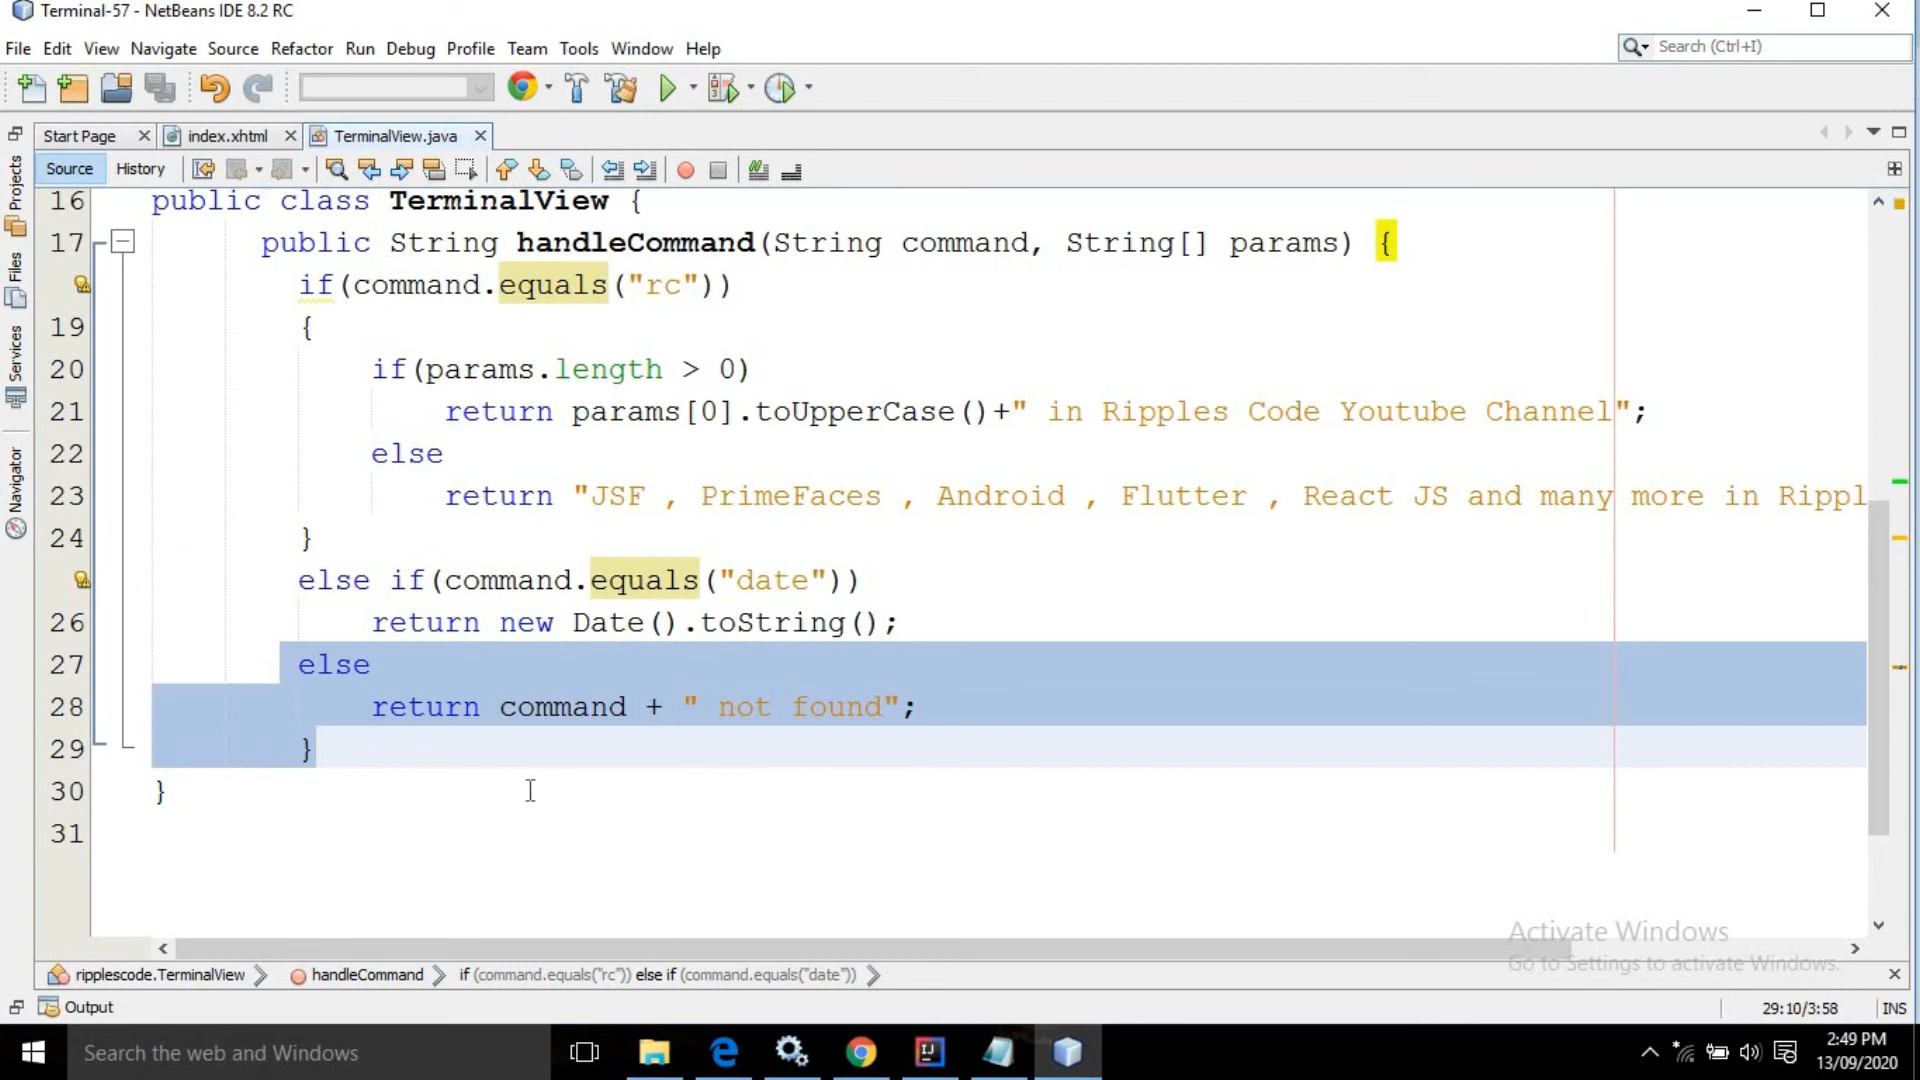 Terminal-57 - NetBeans IDE 8.2 RC
File Edit View Navigate Source Refactor Run Debug Profile Team Tools Window Help
Search (Ctrl+I)
Start Page
index.xhtml
TerminalView.java
Source
History
Projects
Files
Services
Navigator
16 public class TerminalView {
17 public String handleCommand(String command, String[] params) {
if(command.equals("rc"))
19 {
20 if(params.length > 0)
21 return params[0].toUpperCase()+" in Ripples Code Youtube Channel";
22 else
23 return "JSF , PrimeFaces , Android , Flutter , React JS and many more in Rippl
24 }
else if(command.equals("date"))
26 return new Date().toString();
27 else
28 return command + " not found";
29 }
30 }
31
Activate Windows
Go to Settings to activate Windows.
ripplescode.TerminalView
handleCommand
if (command.equals("rc")) else if (command.equals("date"))
Output
29:10/3:58
INS
Search the web and Windows
2:49 PM
13/09/2020